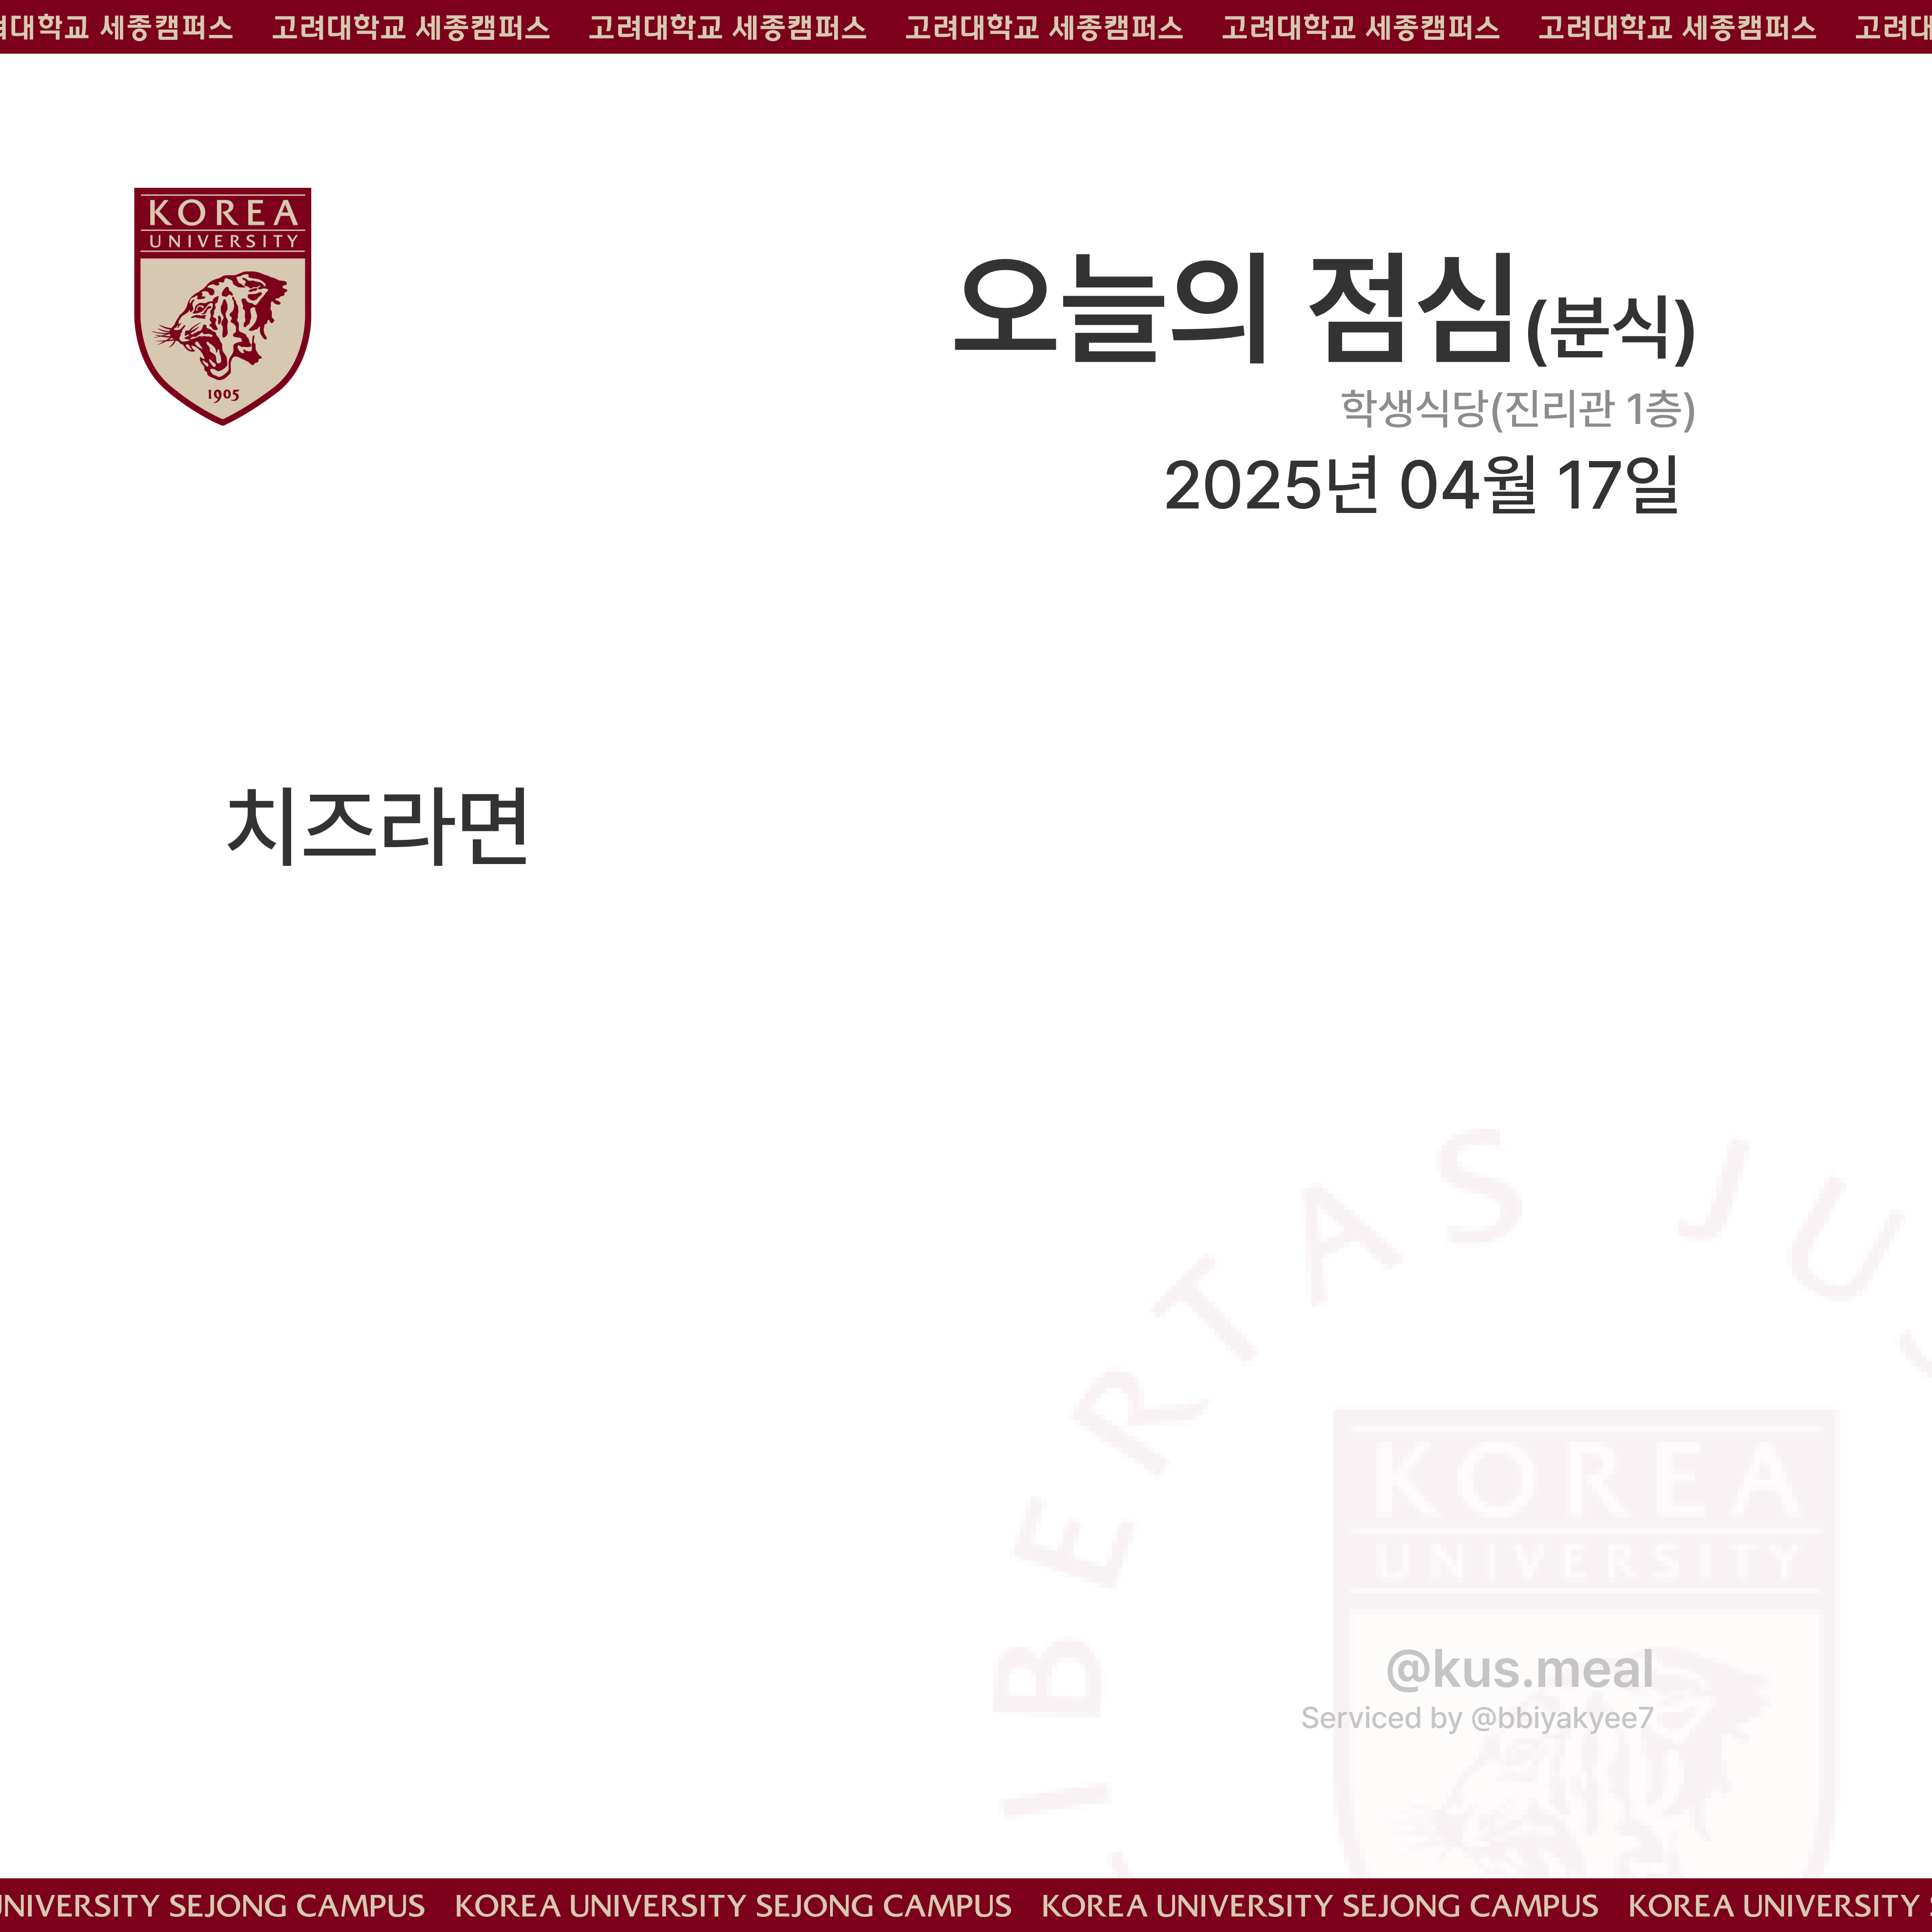 대학교 세종캠퍼스 고려대학교 세종캠퍼스 고려대학교 세종캠퍼스 고려대학교 세종캠퍼스 고려대학교 세종캠퍼스 고려대학교 세종캠퍼스 고려대
KOREA
UNIVERSITY
1905
오늘의 점심(분식)
학생식당(진리관 1층)
2025년 04월 17일
치즈라면
LIBERTAS JUS
KOREA
UNIVERSITY
@kus.meal
Serviced by @bbiyakyee7
UNIVERSITY SEJONG CAMPUS KOREA UNIVERSITY SEJONG CAMPUS KOREA UNIVERSITY SEJONG CAMPUS KOREA UNIVERSITY